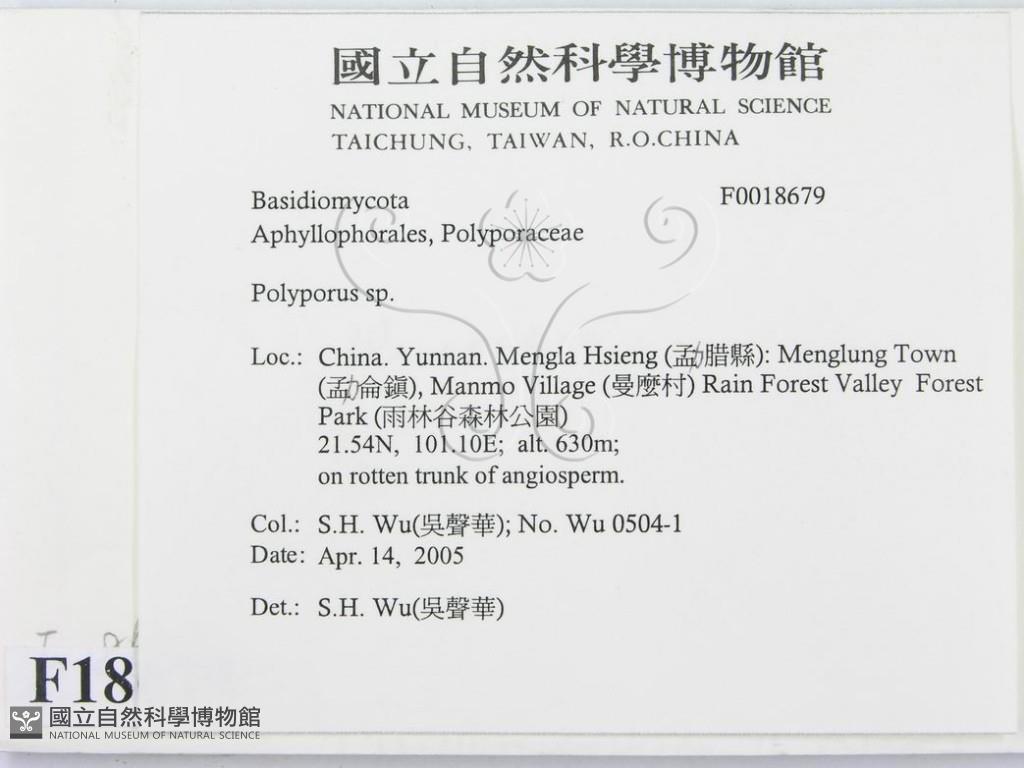 國立自然科學博物館
NATIONAL MUSEUM OF NATURAL SCIENCE
TAICHUNG, TAIWAN, R.O.CHINA
Basidiomycota F0018679
Aphyllophorales, Polyporaceae
Polyporus sp.
Loc.: China. Yunnan. Mengla Hsieng (勐腊縣): Menglung Town
(勐侖鎭), Manmo Village (曼麼村) Rain Forest Valley Forest
Park (雨林谷森林公園)
21.54N, 101.10E; alt. 630m;
on rotten trunk of angiosperm.
Col.: S.H. Wu(吳聲華); No. Wu 0504-1
Date: Apr. 14, 2005
Det.: S.H. Wu(吳聲華)
F18
國立自然科學博物館
NATIONAL MUSEUM OF NATURAL SCIENCE